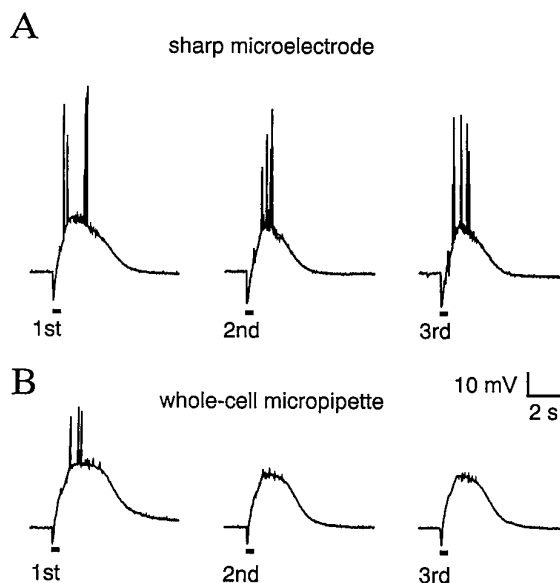 A
sharp microelectrode
1st
2nd
3rd
B
whole-cell micropipette
10 mV
2 s
1st
2nd
3rd